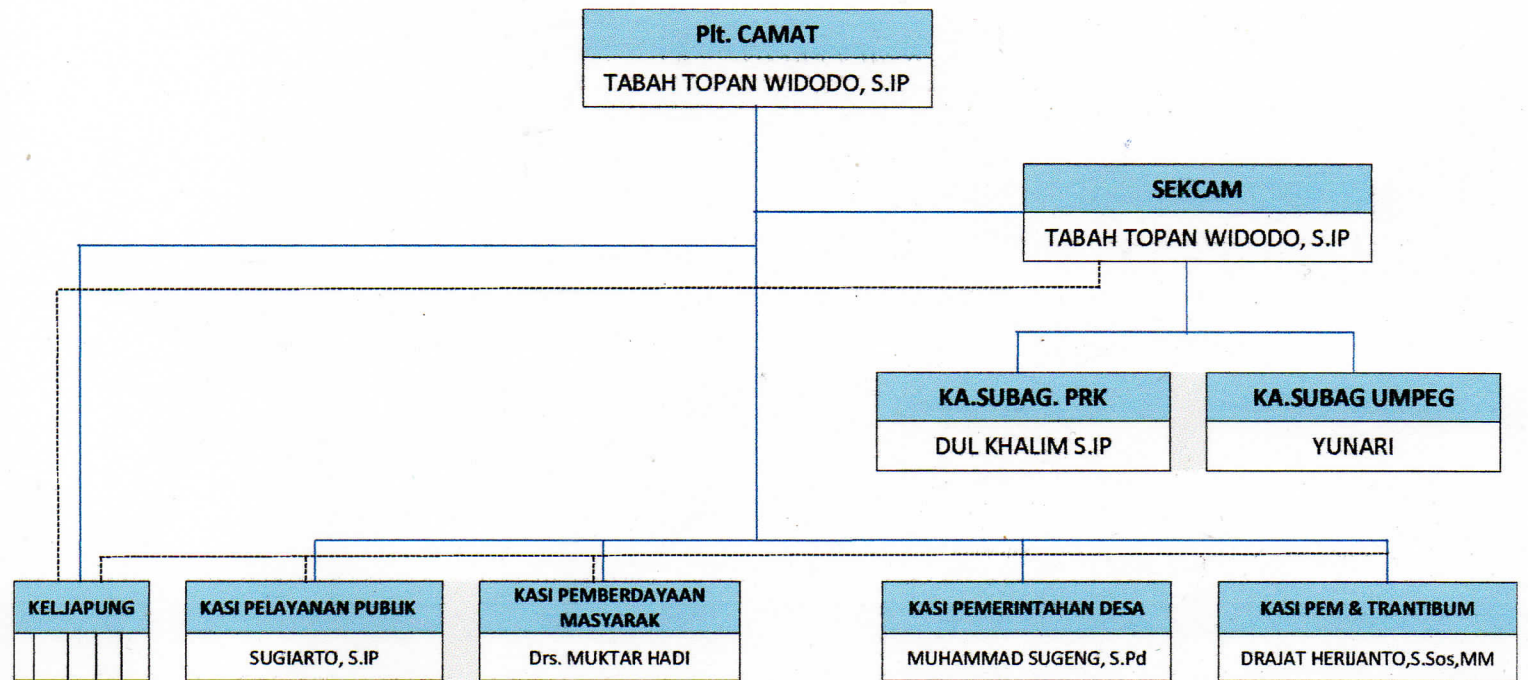 Plt. CAMAT
TABAH TOPAN WIDODO, S.IP
SEKCAM
TABAH TOPAN WIDODO, S.IP
KA.SUBAG. PRK
DUL KHALIM S.IP
KA.SUBAG UMPEG
YUNARI
KEL.JAPUNG
KASI PELAYANAN PUBLIK
SUGIARTO, S.IP
KASI PEMBERDAYAAN
MASYARAK
Drs. MUKTAR HADI
KASI PEMERINTAHAN DESA
MUHAMMAD SUGENG, S.Pd
KASI PEM & TRANTIBUM
DRAJAT HERIJANTO,S.Sos,MM